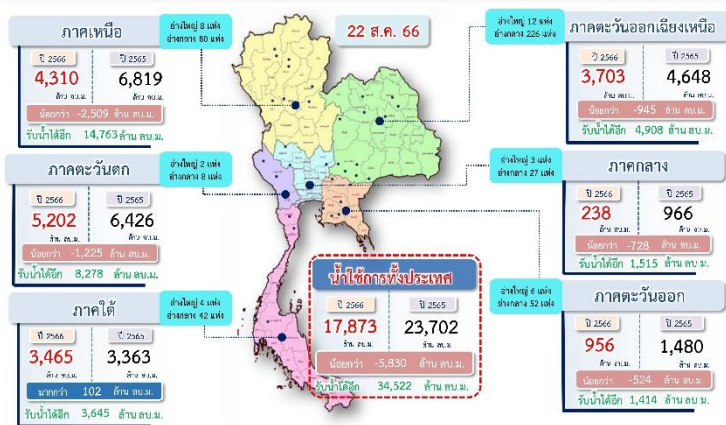 22 ส.ค. 66
ภาคเหนือ
อ่างใหญ่ 8 แห่ง
อ่างกลาง 80 แห่ง
ปี 2566 ปี 2565
4,310 6,819
ล้าน ลบ.ม. ล้าน ลบ.ม.
น้อยกว่า -2,509 ล้าน ลบ.ม.
รับน้ำได้อีก 14,763 ล้าน ลบ.ม.
ภาคตะวันออกเฉียงเหนือ
อ่างใหญ่ 12 แห่ง
อ่างกลาง 226 แห่ง
ปี 2566 ปี 2565
3,703 4,648
ล้าน ลบ.ม. ล้าน ลบ.ม.
น้อยกว่า -945 ล้าน ลบ.ม.
รับน้ำได้อีก 4,908 ล้าน ลบ.ม.
ภาคตะวันตก
อ่างใหญ่ 2 แห่ง
อ่างกลาง 8 แห่ง
ปี 2566 ปี 2565
5,202 6,426
ล้าน ลบ.ม. ล้าน ลบ.ม.
น้อยกว่า -1,225 ล้าน ลบ.ม.
รับน้ำได้อีก 8,278 ล้าน ลบ.ม.
ภาคกลาง
อ่างใหญ่ 3 แห่ง
อ่างกลาง 27 แห่ง
ปี 2566 ปี 2565
238 966
ล้าน ลบ.ม. ล้าน ลบ.ม.
น้อยกว่า -728 ล้าน ลบ.ม.
รับน้ำได้อีก 1,515 ล้าน ลบ.ม.
ภาคใต้
อ่างใหญ่ 4 แห่ง
อ่างกลาง 42 แห่ง
ปี 2566 ปี 2565
3,465 3,363
ล้าน ลบ.ม. ล้าน ลบ.ม.
มากกว่า 102 ล้าน ลบ.ม.
รับน้ำได้อีก 3,645 ล้าน ลบ.ม.
น้ำใช้การทั้งประเทศ
ปี 2566 ปี 2565
17,873 23,702
ล้าน ลบ.ม. ล้าน ลบ.ม.
น้อยกว่า -5,830 ล้าน ลบ.ม.
รับน้ำได้อีก 34,522 ล้าน ลบ.ม.
ภาคตะวันออก
อ่างใหญ่ 6 แห่ง
อ่างกลาง 52 แห่ง
ปี 2566 ปี 2565
956 1,480
ล้าน ลบ.ม. ล้าน ลบ.ม.
น้อยกว่า -524 ล้าน ลบ.ม.
รับน้ำได้อีก 1,414 ล้าน ลบ.ม.